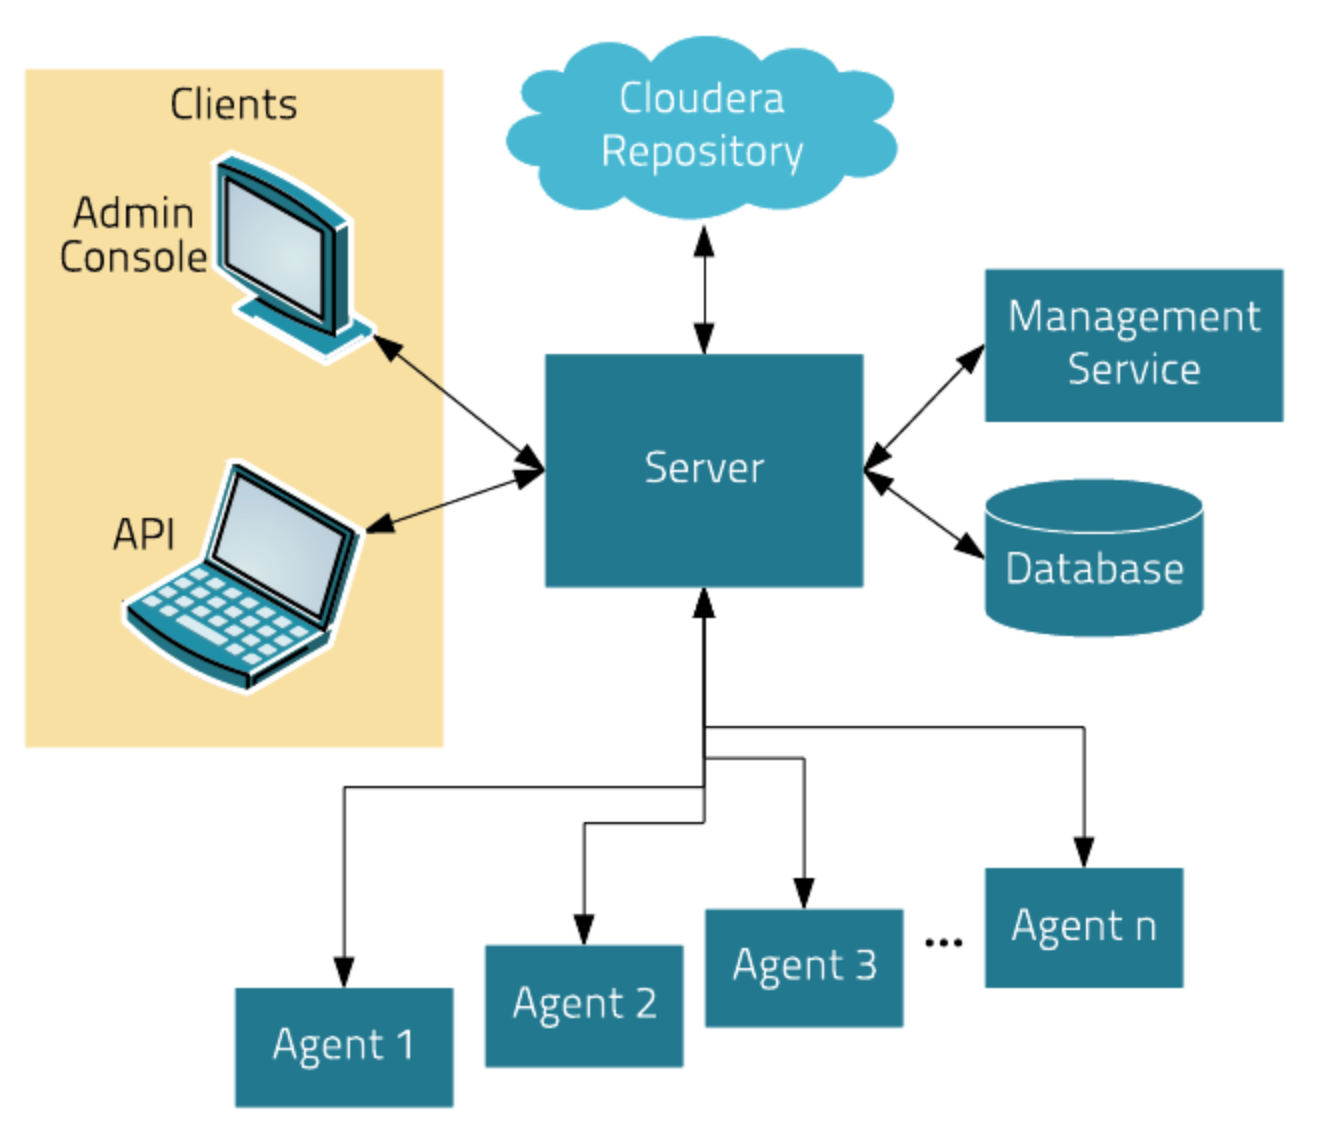 Clients
Admin
Console
API
Cloudera
Repository
Server
Management
Service
Database
Agent 1
Agent 2
Agent 3
...
Agent n